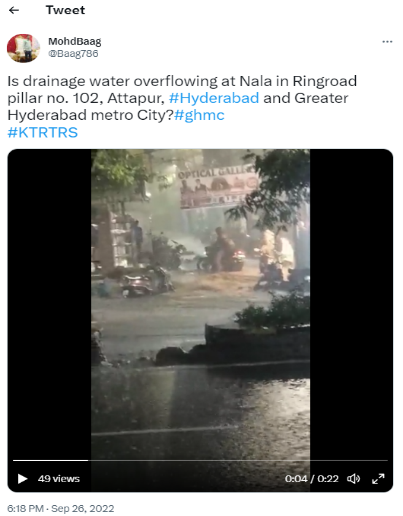 Tweet
MohdBaag
@Baag786
Is drainage water overflowing at Nala in Ringroad
pillar no. 102, Attapur, #Hyderabad and Greater
Hyderabad metro City?#ghmc
#KTRTRS
OPTICAL GALL
49 views
0:04 / 0:22
6:18 PM · Sep 26, 2022